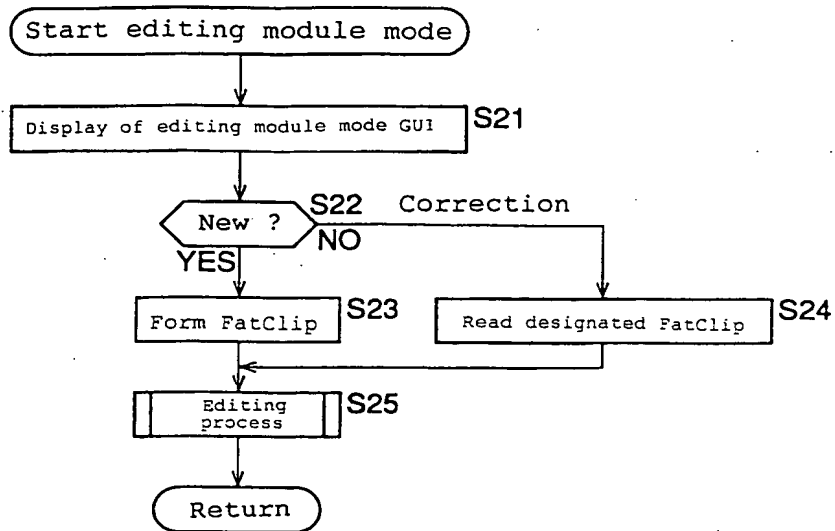 Start editing module mode
Display of editing module mode GUI S21
S22 Correction
New ?
NO
YES
Form FatClip S23
Read designated FatClip S24
Editing S25
process
Return